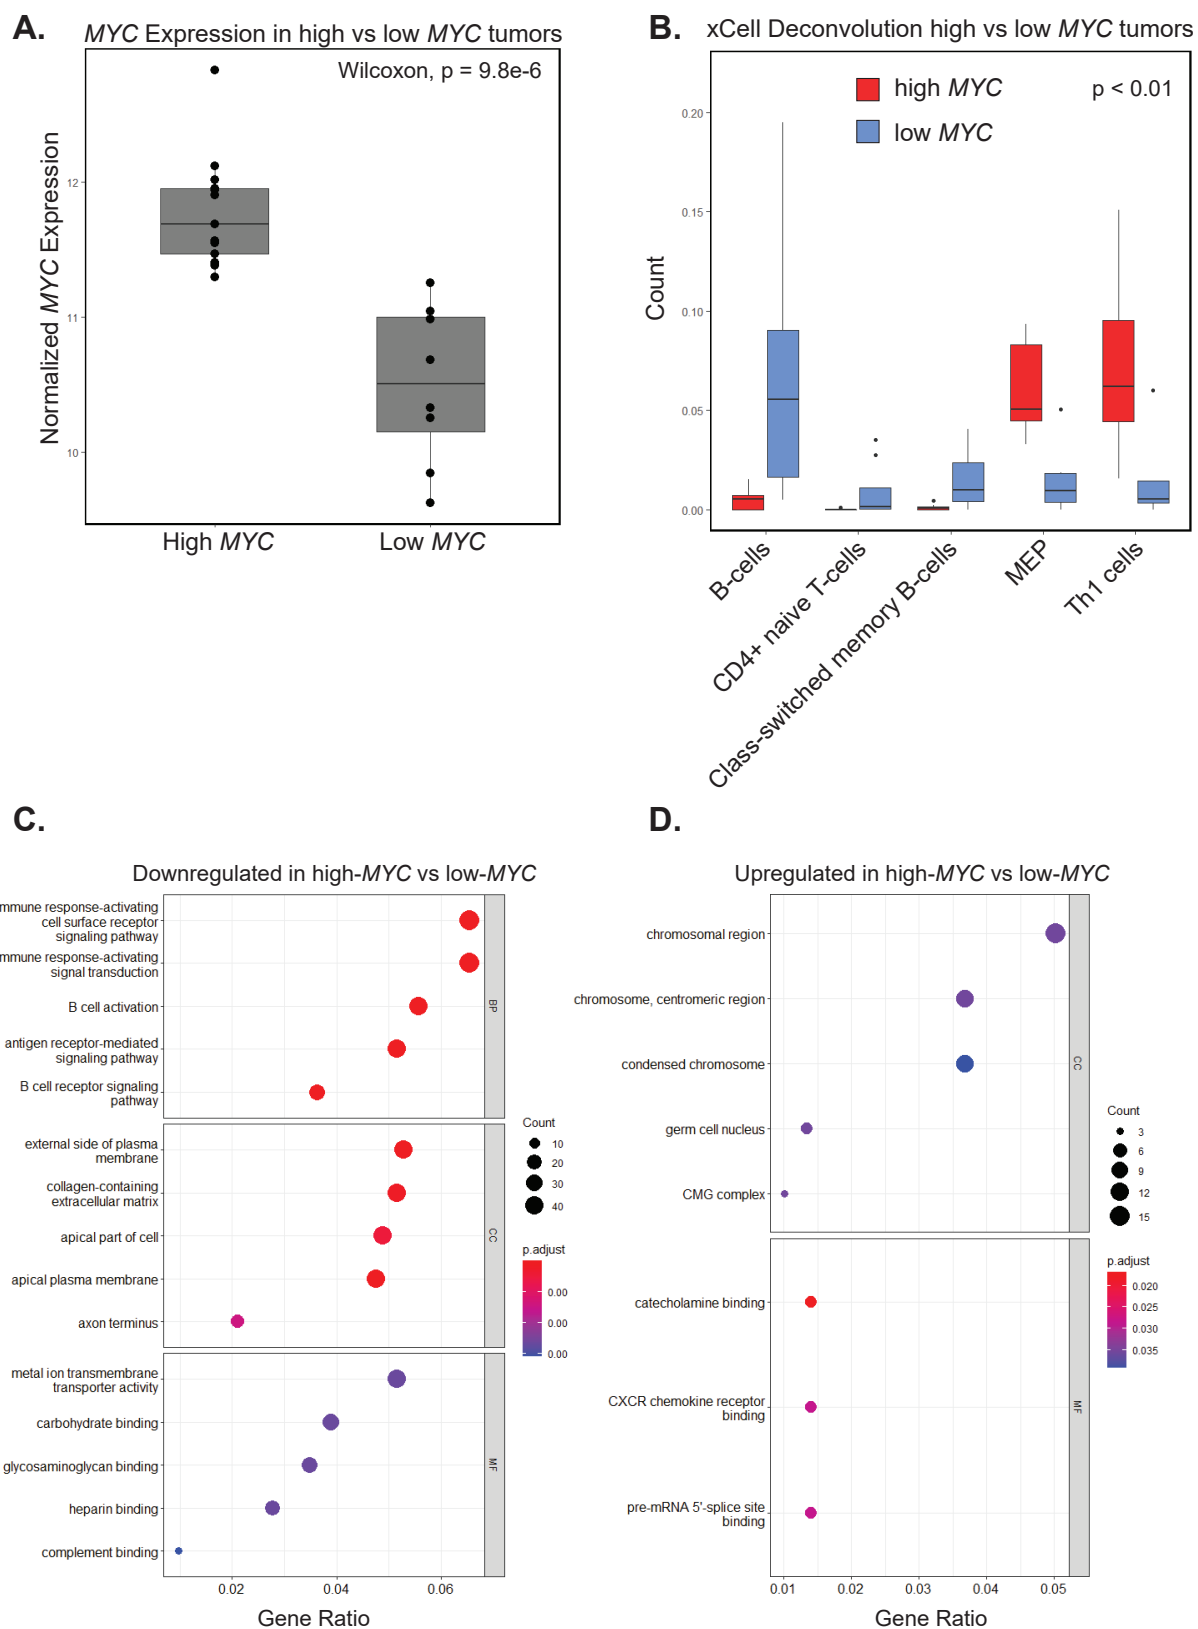 A.
MYC Expression in high vs low MYC tumors
Wilcoxon, p = 9.8e-6
Normalized MYC Expression
12
11
10
High MYC
Low MYC
B.
xCell Deconvolution high vs low MYC tumors
high MYC
low MYC
p < 0.01
Count
0.20
0.15
0.10
0.05
0.00
B-cells
CD4+ naive T-cells
Class-switched memory B-cells
MEP
Th1 cells
C.
Downregulated in high-MYC vs low-MYC
mmune response-activating
cell surface receptor
signaling pathway
mmune response-activating
signal transduction
B cell activation
antigen receptor-mediated
signaling pathway
B cell receptor signaling
pathway
BP
external side of plasma
membrane
collagen-containing
extracellular matrix
apical part of cell
apical plasma membrane
axon terminus
CC
metal ion transmembrane
transporter activity
carbohydrate binding
glycosaminoglycan binding
heparin binding
complement binding
MF
0.02
0.04
0.06
Gene Ratio
Count
10
20
30
40
p.adjust
0.00
0.00
0.00
D.
Upregulated in high-MYC vs low-MYC
chromosomal region
chromosome, centromeric region
condensed chromosome
germ cell nucleus
CMG complex
CC
catecholamine binding
CXCR chemokine receptor
binding
pre-mRNA 5'-splice site
binding
MF
0.01
0.02
0.03
0.04
0.05
Gene Ratio
Count
3
6
9
12
15
p.adjust
0.020
0.025
0.030
0.035